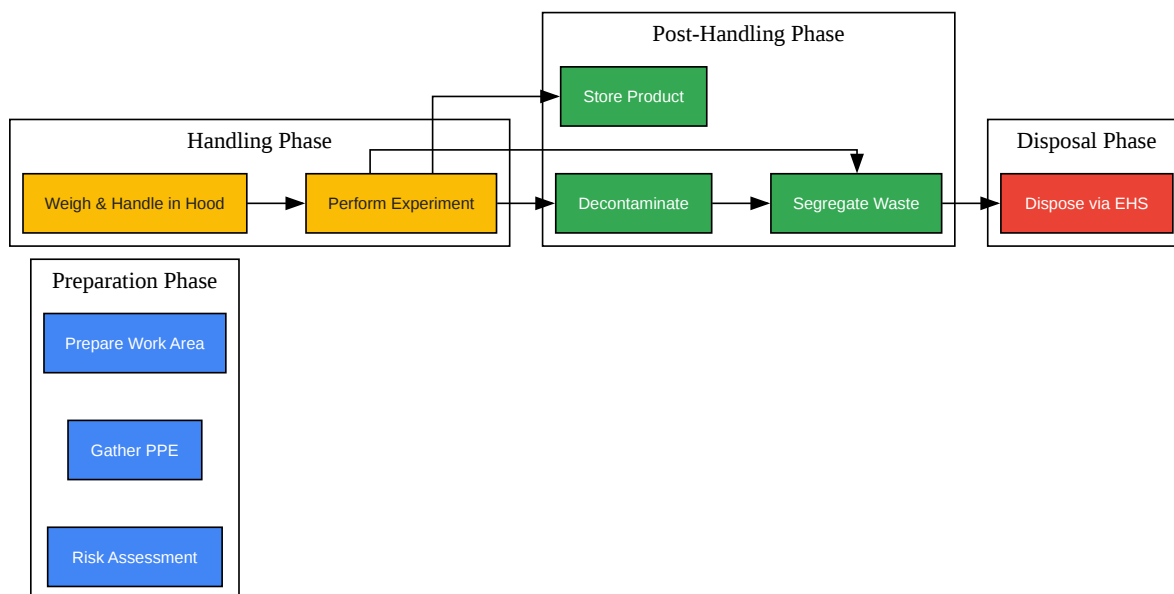 Post-Handling Phase
Store Product
Handling Phase
Disposal Phase
Weigh & Handle in Hood
Perform Experiment
Decontaminate
Segregate Waste
Dispose via EHS
Preparation Phase
Prepare Work Area
Gather PPE
Risk Assessment